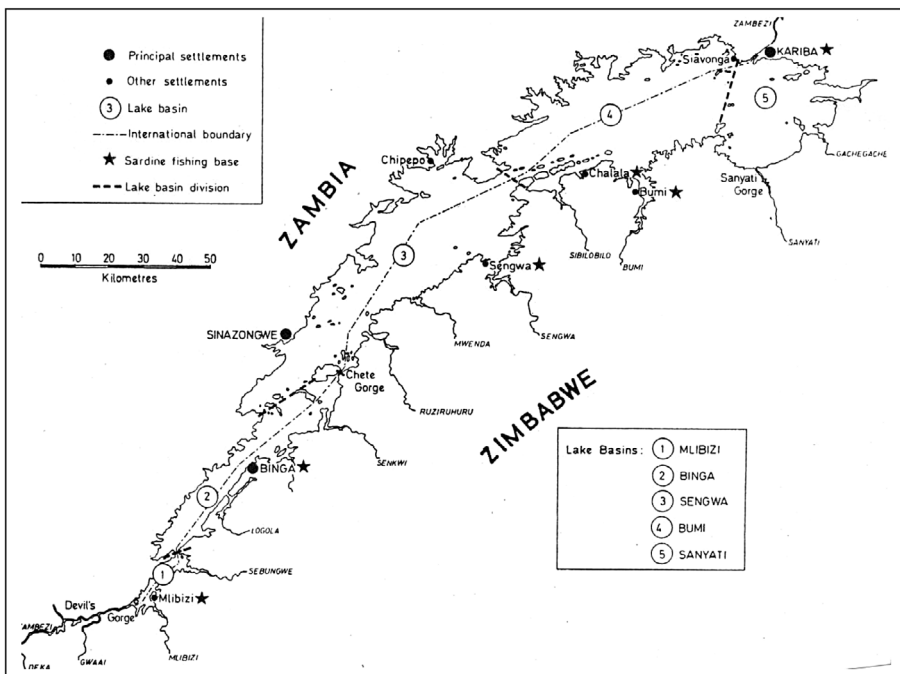 Principal settlements
Other settlements
3 Lake basin
International boundary
Sardine fishing base
Lake basin division
0 10 20 30 40 50
Kilometres
ZAMBEZI
Siavonga
KARIBA
5
4
GACHEGACHE
Sanyati
Gorge
SANYATI
Chipepo
Chalala
Bumi
SIBILOBILO
BUMI
ZAMBIA
3
Sengwa
SENGWA
MWENDA
SINAZONGWE
Chete
Gorge
RUZIRUHURU
ZIMBABWE
SENKWI
BINGA
2
LOGOLA
SEBUNGWE
1
Mlibizi
Devil's
Gorge
AMBEZI
GWAAI
MLIBIZI
DEKA
Lake Basins:
1 MLIBIZI
2 BINGA
3 SENGWA
4 BUMI
5 SANYATI